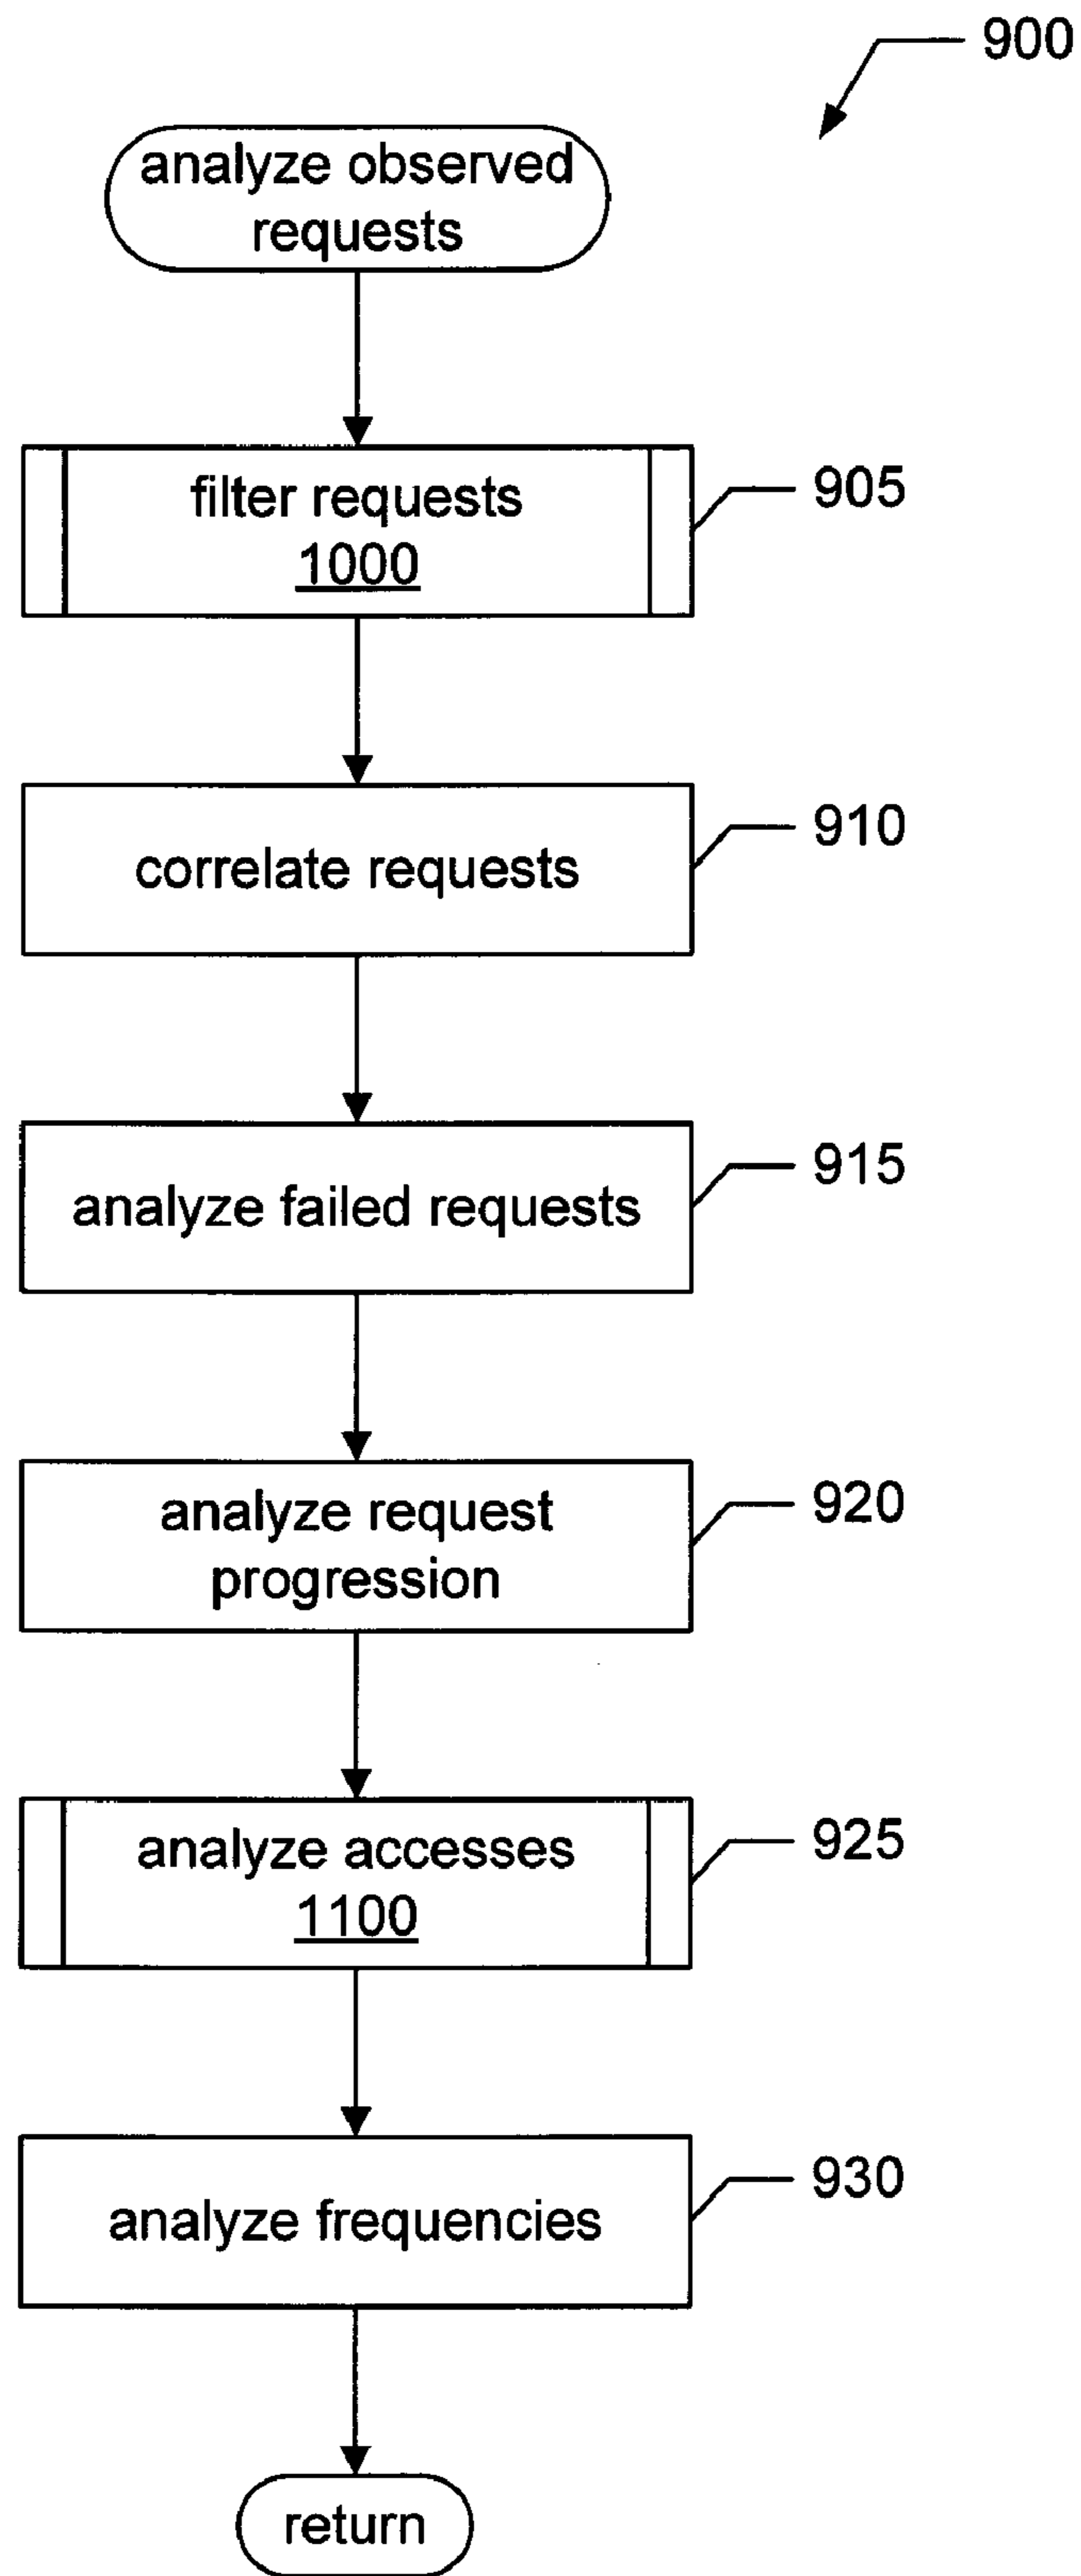 900
analyze observed
requests
filter requests
1000
905
correlate requests
910
analyze failed requests
915
analyze request
progression
920
analyze accesses
1100
925
analyze frequencies
930
return